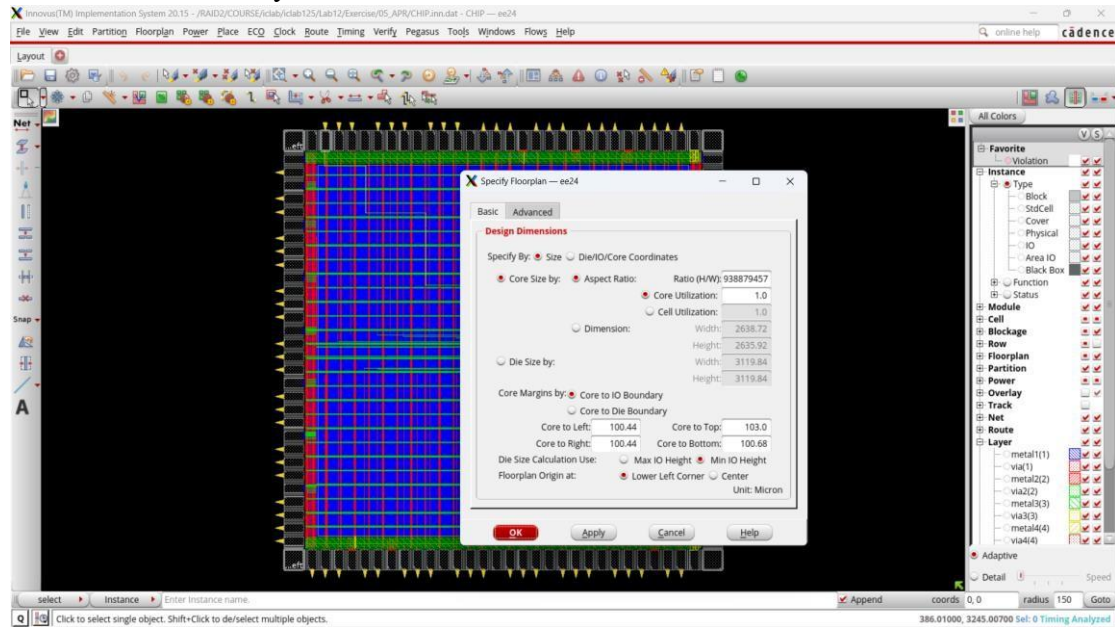 Innovus(TM) Implementation System 20.15 - /RAID2/COURSE/iclab/iclab125/Lab12/Exercise/05_APR/CHIP.inn.dat - CHIP — ee24
File View Edit Partition Floorplan Power Place ECO Clock Route Timing Verify Pegasus Tools Windows Flows Help
online help cādence
Layout
All Colors
Net
V S
Favorite
Violation
Instance
Type
Block
StdCell
Cover
Physical
IO
Area IO
Black Box
Function
Status
Module
Cell
Blockage
Row
Floorplan
Partition
Power
Overlay
Track
Net
Route
Layer
metal1(1)
via(1)
metal2(2)
via2(2)
metal3(3)
via3(3)
metal4(4)
via4(4)
Adaptive
Detail Speed
Snap
A
Specify Floorplan — ee24
Basic Advanced
Design Dimensions
Specify By: Size Die/IO/Core Coordinates
Core Size by: Aspect Ratio: Ratio (H/W): 938879457
Core Utilization: 1.0
Cell Utilization: 1.0
Dimension: Width: 2638.72
Height: 2635.92
Die Size by: Width: 3119.84
Height: 3119.84
Core Margins by: Core to IO Boundary
Core to Die Boundary
Core to Left: 100.44 Core to Top: 103.0
Core to Right: 100.44 Core to Bottom: 100.68
Die Size Calculation Use: Max IO Height Min IO Height
Floorplan Origin at: Lower Left Corner Center
Unit: Micron
OK Apply Cancel Help
select Instance Enter Instance name. Append coords 0, 0 radius 150 Goto
Q Click to select single object. Shift+Click to de/select multiple objects. 386.01000, 3245.00700 Sel: 0 Timing Analyzed